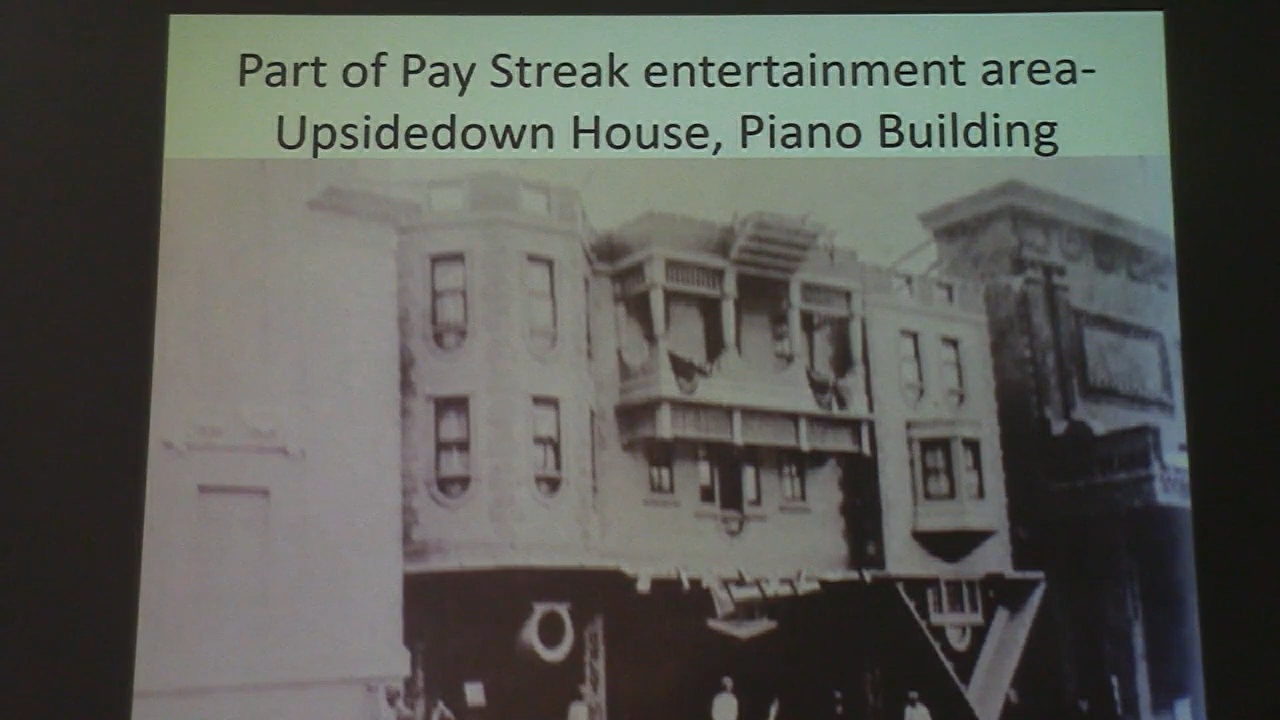 Part of Pay Streak entertainment area-
Upsidedown House, Piano Building